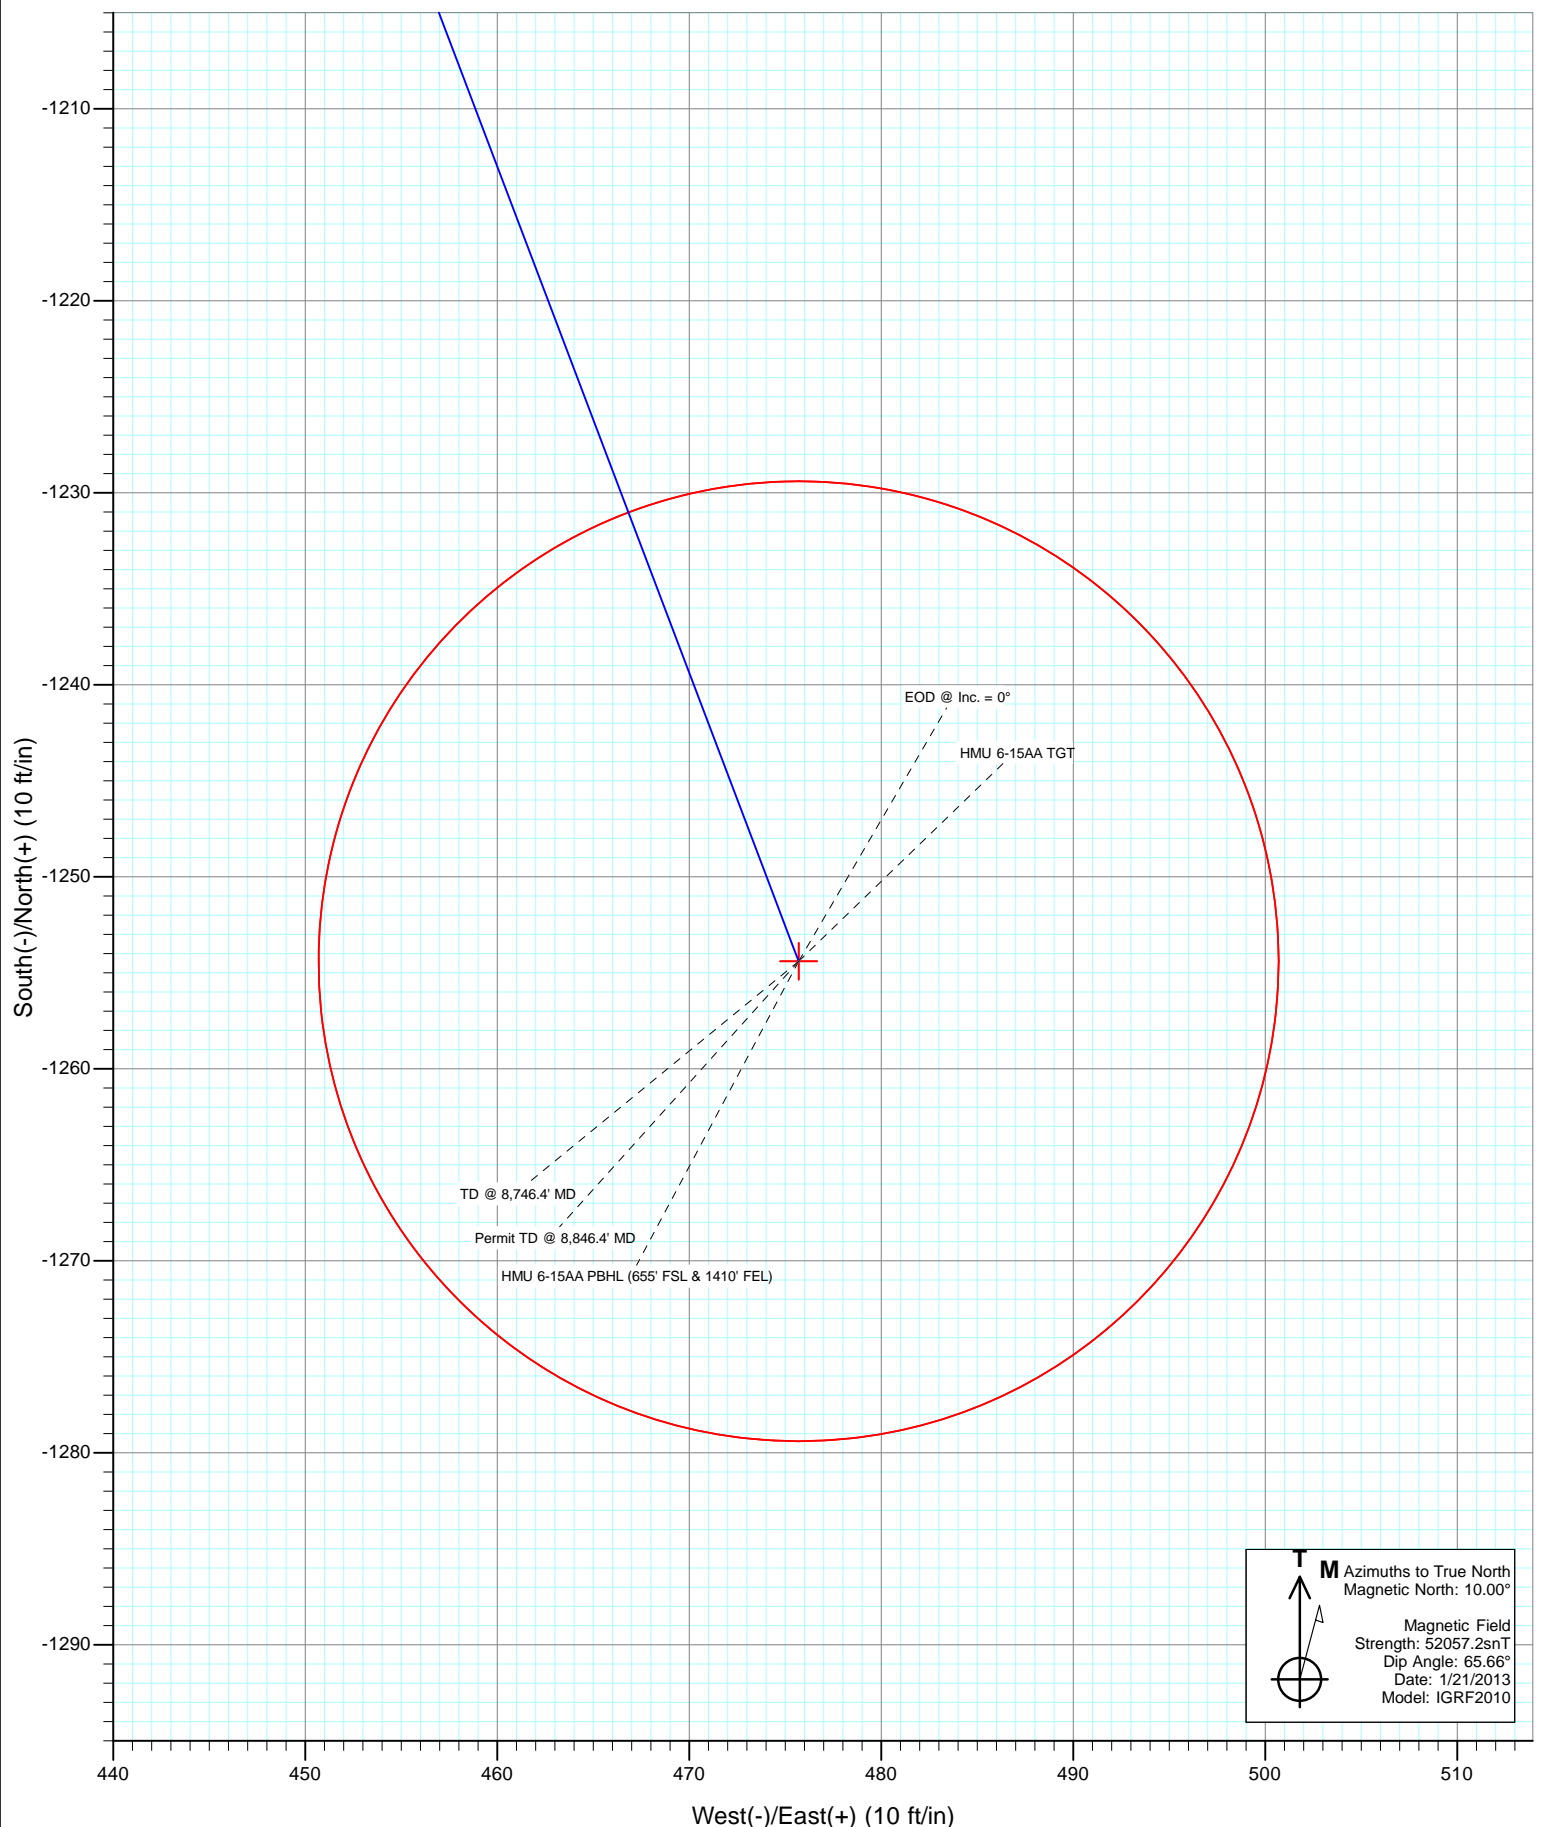 -1210
-1220
-1230
-1240
-1250
-1260
-1270
-1280
-1290
South(-)/North(+) (10 ft/in)
EOD @ Inc. = 0°
HMU 6-15AA TGT
TD @ 8,746.4' MD
Permit TD @ 8,846.4' MD
HMU 6-15AA PBHL (655' FSL & 1410' FEL)
T
M
Azimuths to True North
Magnetic North: 10.00°
Magnetic Field
Strength: 52057.2snT
Dip Angle: 65.66°
Date: 1/21/2013
Model: IGRF2010
440 450 460 470 480 490 500 510
West(-)/East(+) (10 ft/in)